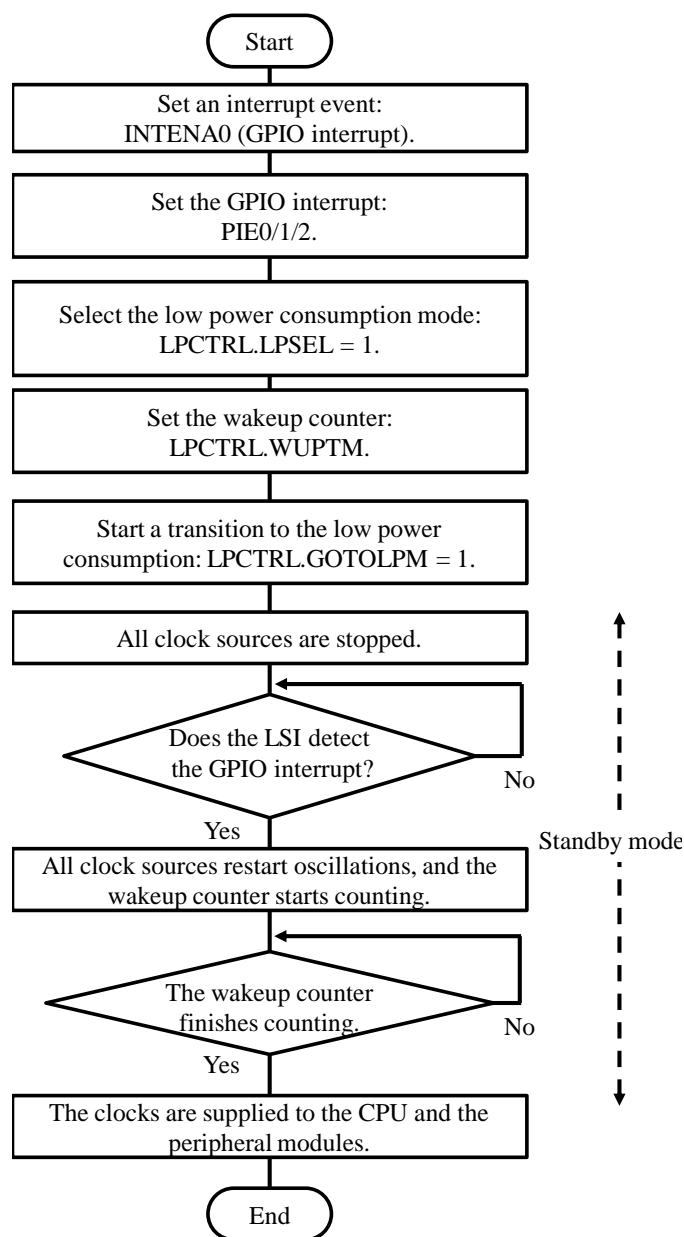 Start
Set an interrupt event:
INTENA0 (GPIO interrupt).
Set the GPIO interrupt:
PIE0/1/2.
Select the low power consumption mode:
LPCTRL.LPSEL = 1.
Set the wakeup counter:
LPCTRL.WUPTM.
Start a transition to the low power
consumption: LPCTRL.GOTOLPM = 1.
All clock sources are stopped.
Does the LSI detect
the GPIO interrupt?
No
Yes
Standby mode
All clock sources restart oscillations, and the
wakeup counter starts counting.
The wakeup counter
finishes counting.
No
Yes
The clocks are supplied to the CPU and the
peripheral modules.
End